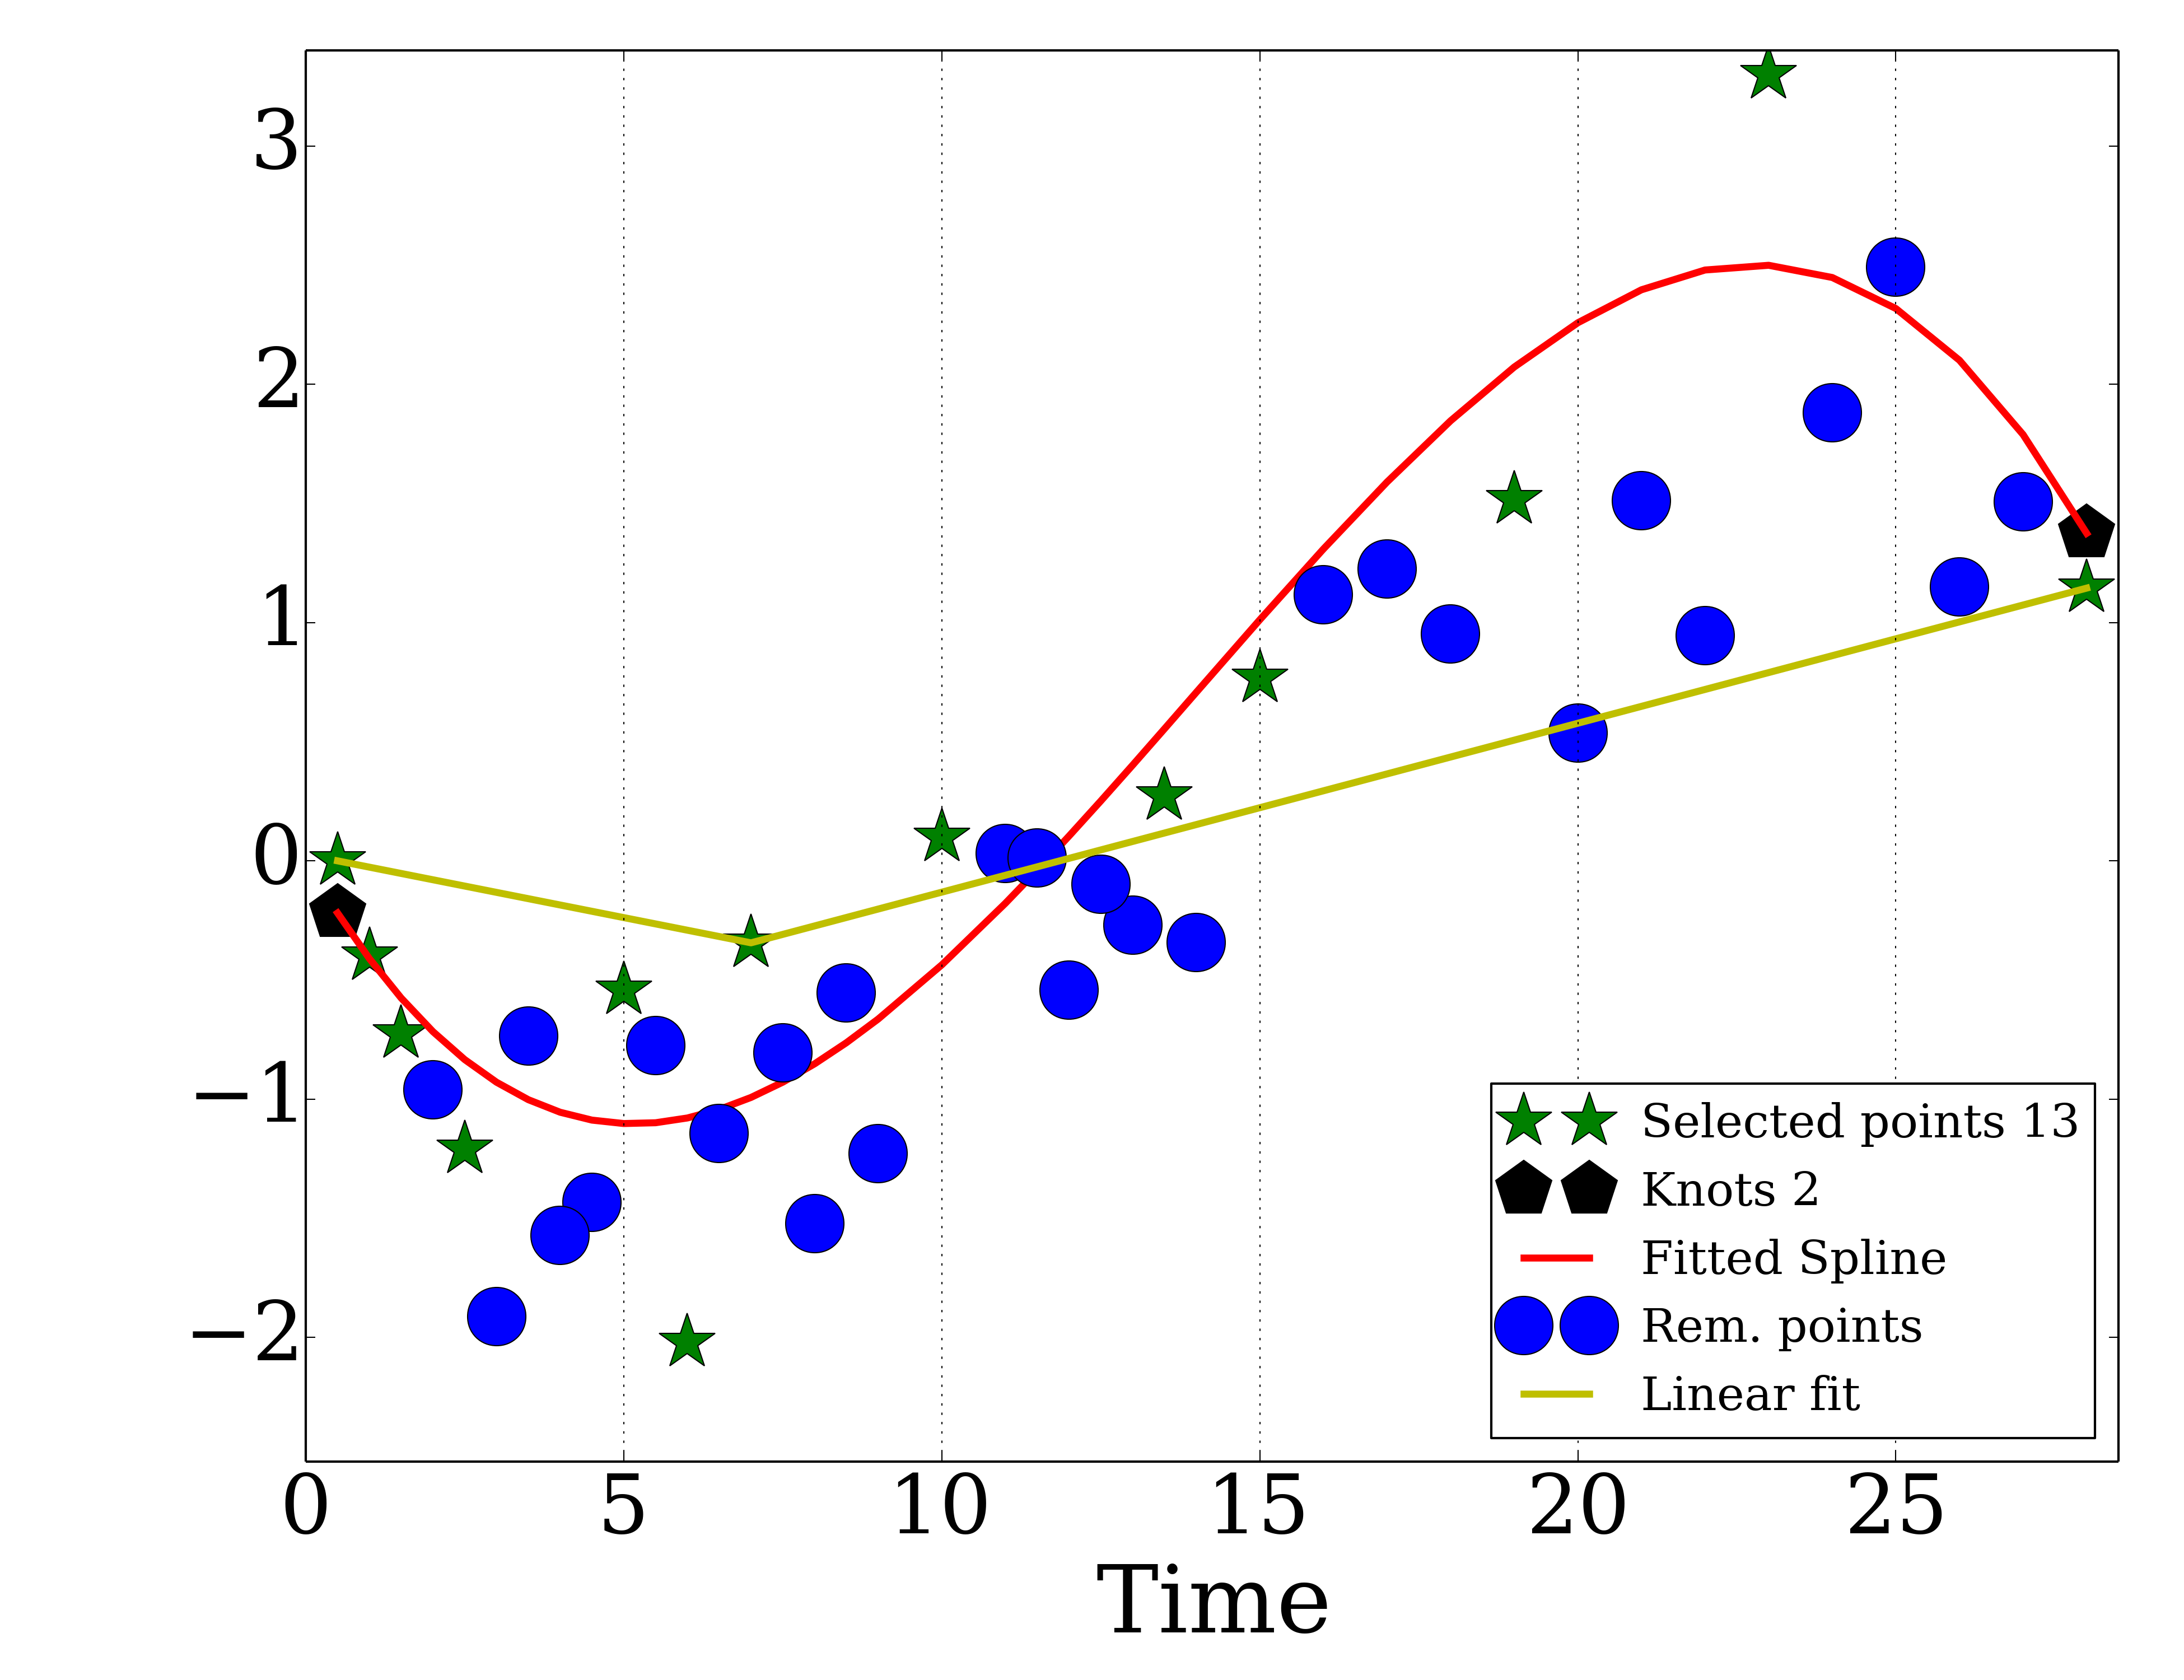 3
2
1
0
−1
−2
0 5 10 15 20 25
Time
Selected points 13
Knots 2
Fitted Spline
Rem. points
Linear fit